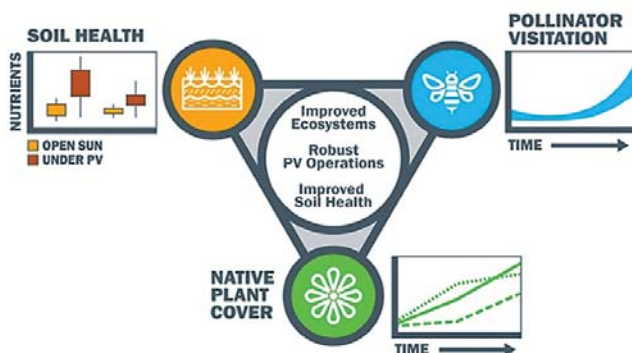 SOIL HEALTH
NUTRIENTS
OPEN SUN
UNDER PV
POLLINATOR
VISITATION
TIME
Improved
Ecosystems
Robust
PV Operations
Improved
Soil Health
NATIVE
PLANT
COVER
TIME